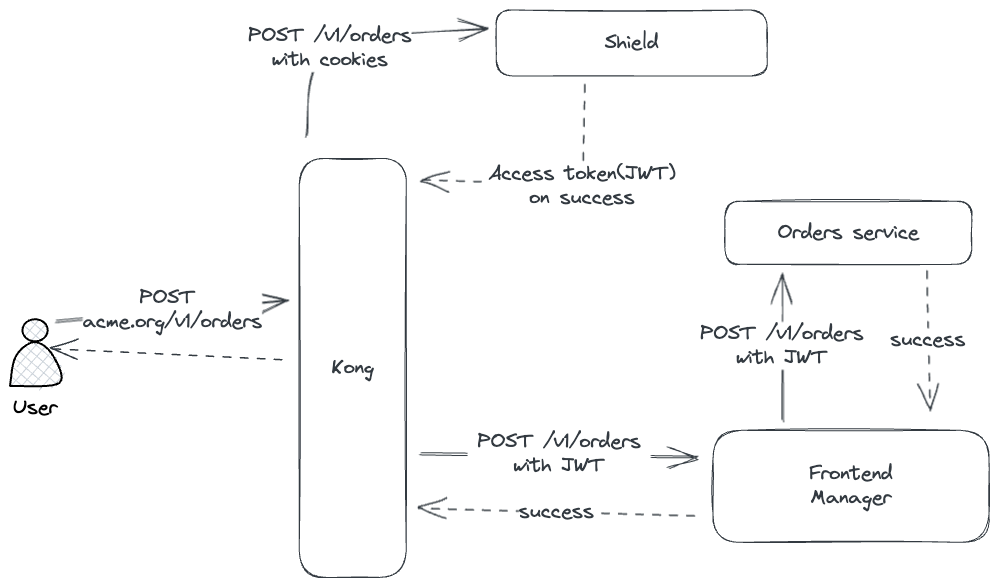 POST /v1/orders
with cookies
Shield
Access token(JWT)
on success
Orders service
POST
acme.org/v1/orders
User
Kong
POST /v1/orders
with JWT
success
POST /v1/orders
with JWT
success
Frontend
Manager